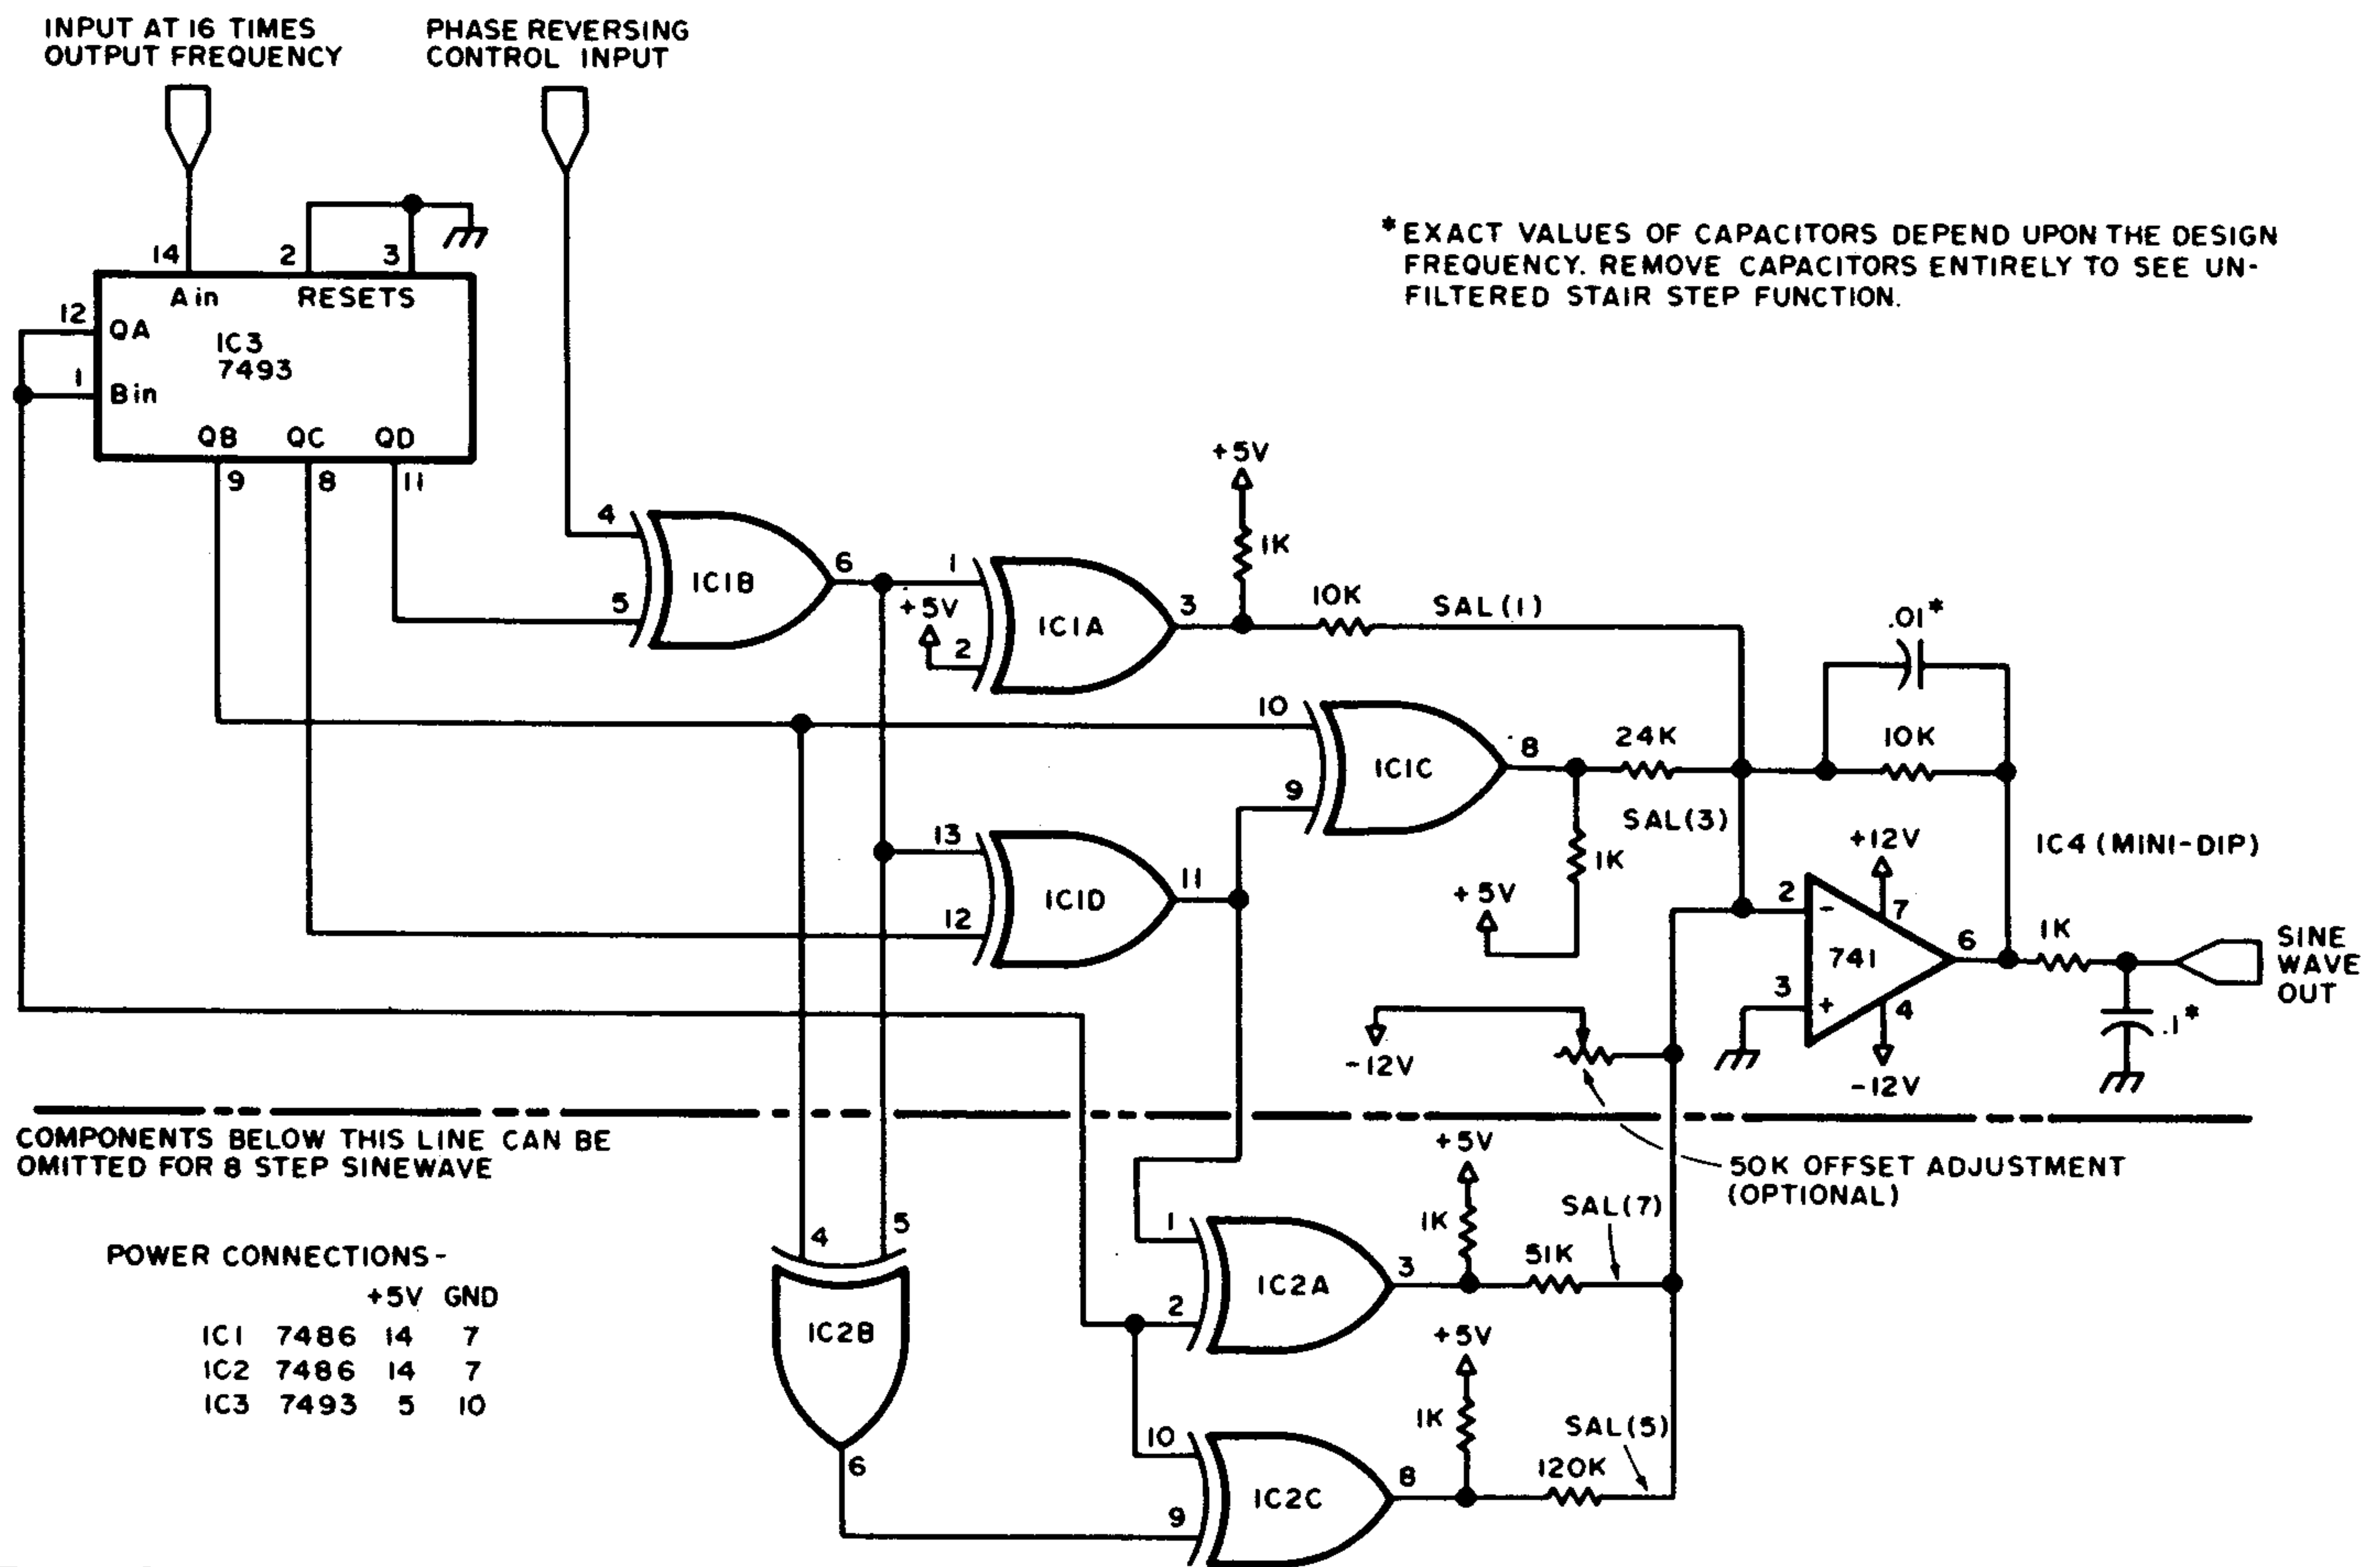 INPUT AT 16 TIMES
OUTPUT FREQUENCY
PHASE REVERSING
CONTROL INPUT
14
2
3
A in
RESETS
12
QA
IC3
7493
1
Bin
QB
QC
QD
9
8
11
*EXACT VALUES OF CAPACITORS DEPEND UPON THE DESIGN
FREQUENCY. REMOVE CAPACITORS ENTIRELY TO SEE UN-
FILTERED STAIR STEP FUNCTION.
4
5
IC1B
6
1
+5V
2
IC1A
3
+5V
1K
10K
SAL(1)
.01*
10K
10
9
IC1C
8
24K
SAL(3)
1K
+5V
13
12
IC1D
11
+12V
IC4 (MINI-DIP)
2
-
7
741
6
3
+
4
-12V
1K
SINE
WAVE
OUT
.1*
-12V
COMPONENTS BELOW THIS LINE CAN BE
OMITTED FOR 8 STEP SINEWAVE
50K OFFSET ADJUSTMENT
(OPTIONAL)
POWER CONNECTIONS-
+5V GND
IC1 7486 14 7
IC2 7486 14 7
IC3 7493 5 10
4
5
IC2B
6
1
2
IC2A
3
+5V
1K
51K
SAL(7)
10
9
IC2C
8
+5V
1K
120K
SAL(5)